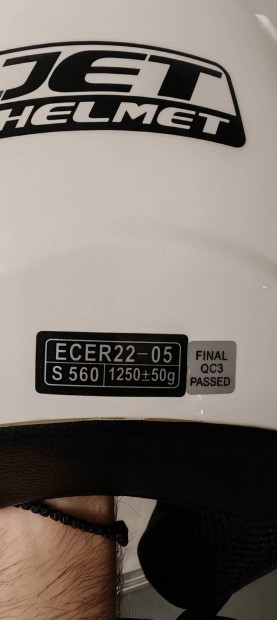 JET
HELMET
ECER22-05
S 560 1250±50g
FINAL
QC3
PASSED